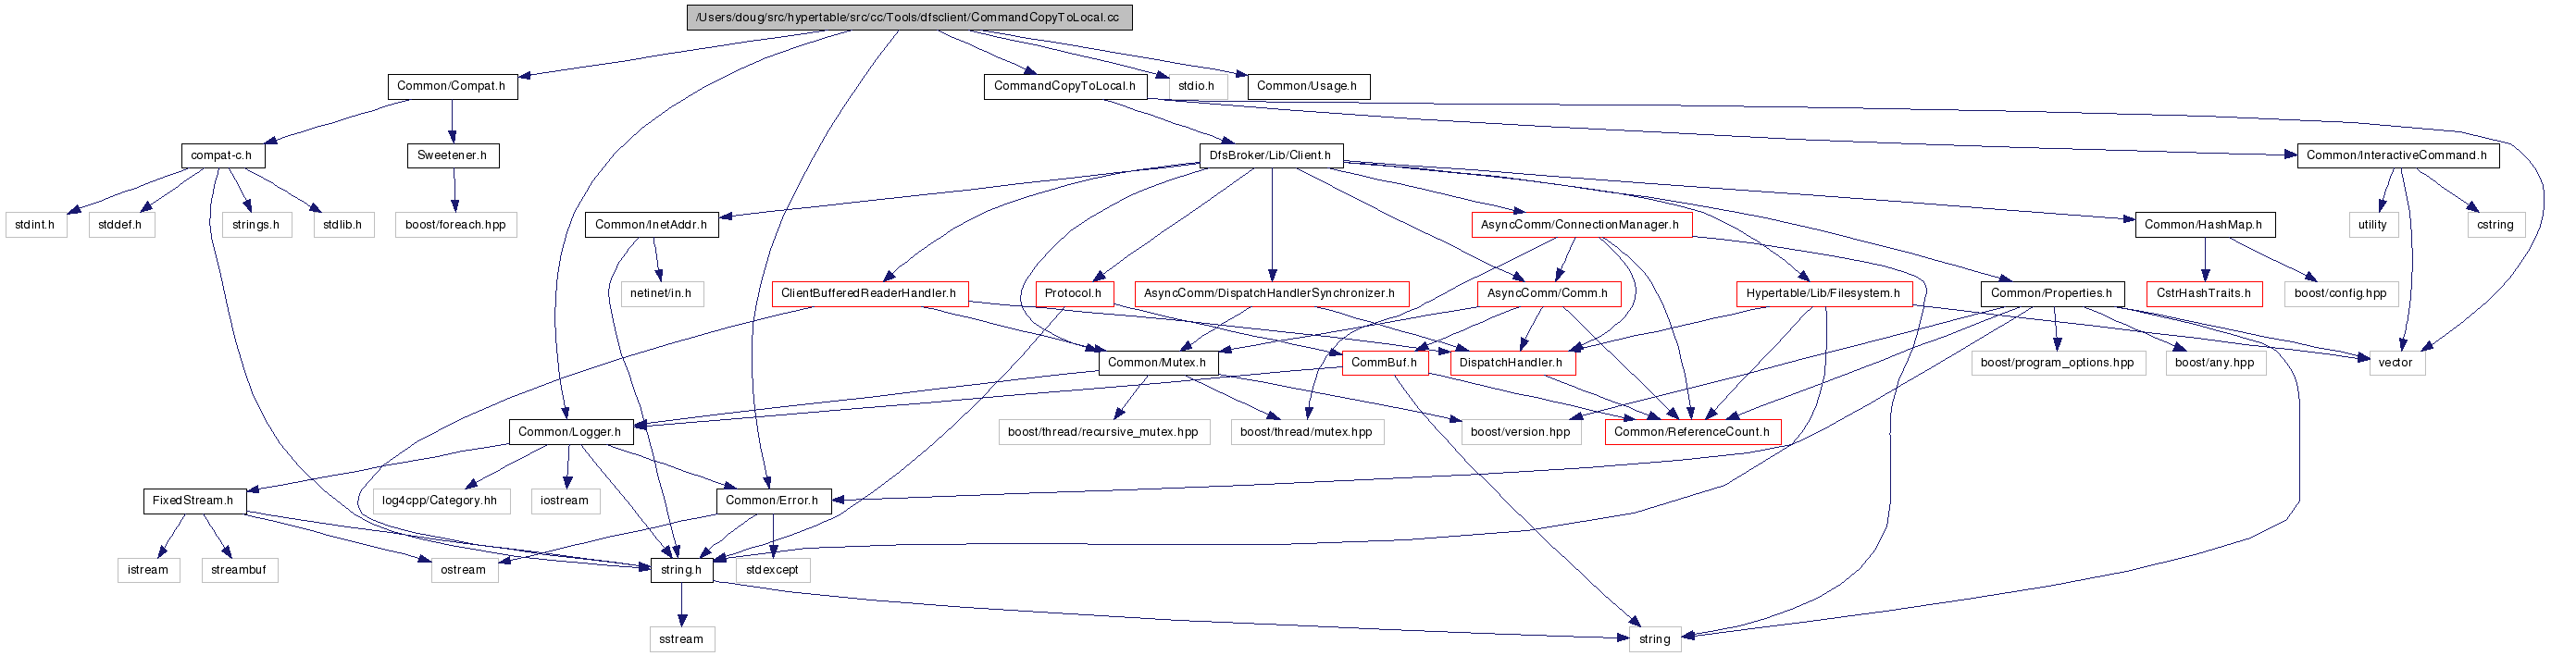 /Users/doug/src/hypertable/src/cc/Tools/dfsclient/CommandCopyToLocal.cc
Common/Compat.h
CommandCopyToLocal.h
stdio.h
Common/Usage.h
compat-c.h
Sweetener.h
DfsBroker/Lib/Client.h
Common/InteractiveCommand.h
stdint.h
stddef.h
strings.h
stdlib.h
boost/foreach.hpp
Common/InetAddr.h
AsyncComm/ConnectionManager.h
Common/HashMap.h
utility
cstring
netinet/in.h
ClientBufferedReaderHandler.h
Protocol.h
AsyncComm/DispatchHandlerSynchronizer.h
AsyncComm/Comm.h
Hypertable/Lib/Filesystem.h
Common/Properties.h
CstrHashTraits.h
boost/config.hpp
Common/Mutex.h
CommBuf.h
DispatchHandler.h
boost/program_options.hpp
boost/any.hpp
vector
Common/Logger.h
boost/thread/recursive_mutex.hpp
boost/thread/mutex.hpp
boost/version.hpp
Common/ReferenceCount.h
FixedStream.h
log4cpp/Category.hh
iostream
Common/Error.h
istream
streambuf
ostream
string.h
stdexcept
sstream
string